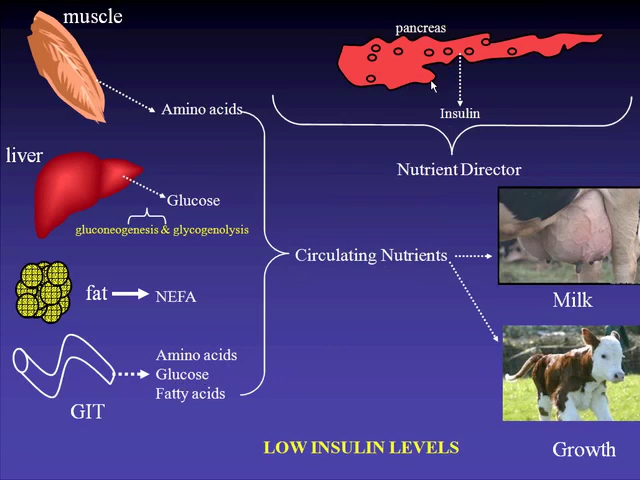 muscle
pancreas
Amino acids
Insulin
liver
Nutrient Director
Glucose
gluconeogenesis & glycogenolysis
Circulating Nutrients
fat
NEFA
Milk
Amino acids
Glucose
Fatty acids
GIT
LOW INSULIN LEVELS
Growth